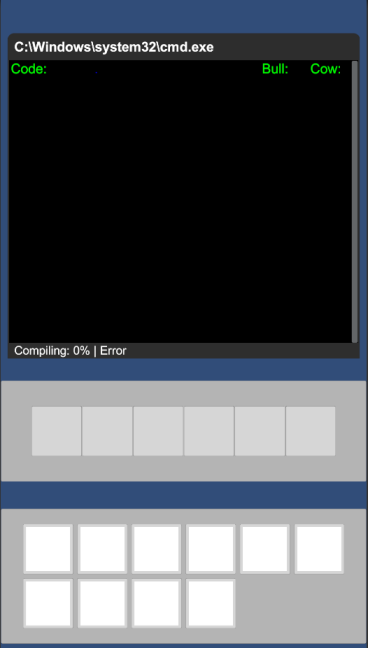 C:\Windows\system32\cmd.exe
Code: Bull: Cow:
Compiling: 0% | Error